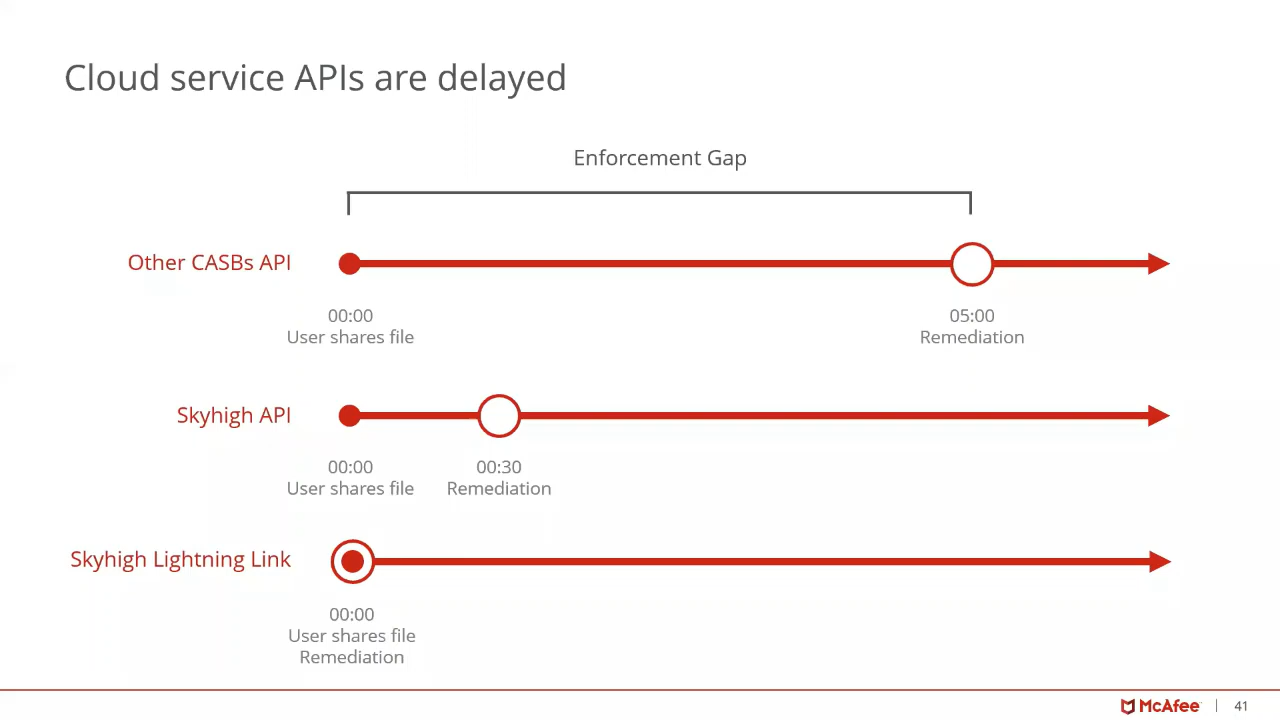 Cloud service APIs are delayed
Enforcement Gap
Other CASBs API
00:00
User shares file
05:00
Remediation
Skyhigh API
00:00
User shares file
00:30
Remediation
Skyhigh Lightning Link
00:00
User shares file
Remediation
McAfee
41